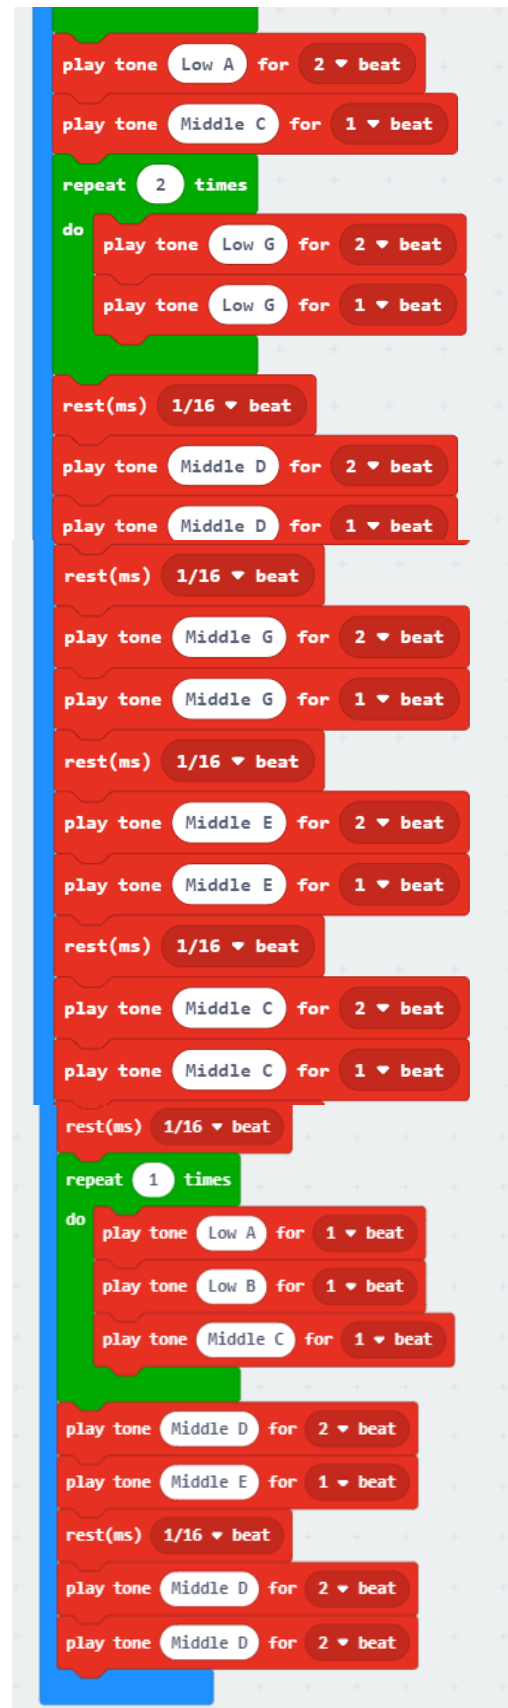 play tone Low A for 2 beat
play tone Middle C for 1 beat
repeat 2 times
do
play tone Low G for 2 beat
play tone Low G for 1 beat
rest(ms) 1/16 beat
play tone Middle D for 2 beat
play tone Middle D for 1 beat
rest(ms) 1/16 beat
play tone Middle G for 2 beat
play tone Middle G for 1 beat
rest(ms) 1/16 beat
play tone Middle E for 2 beat
play tone Middle E for 1 beat
rest(ms) 1/16 beat
play tone Middle C for 2 beat
play tone Middle C for 1 beat
rest(ms) 1/16 beat
repeat 1 times
do
play tone Low A for 1 beat
play tone Low B for 1 beat
play tone Middle C for 1 beat
play tone Middle D for 2 beat
play tone Middle E for 1 beat
rest(ms) 1/16 beat
play tone Middle D for 2 beat
play tone Middle D for 2 beat